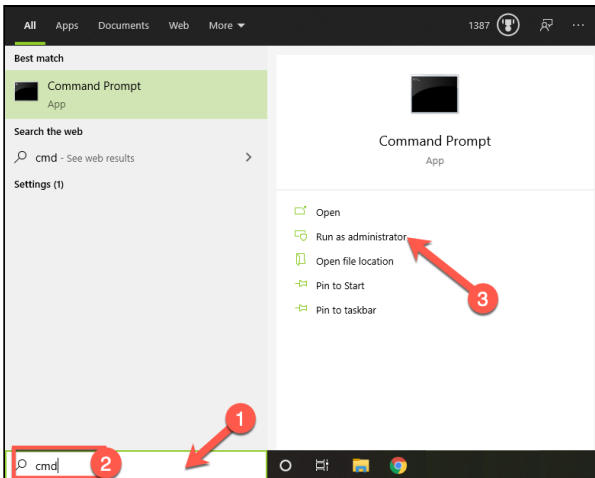 All Apps Documents Web More 1387 ...
Best match
Command Prompt
App
Search the web
cmd - See web results
Settings (1)
Command Prompt
App
Open
Run as administrator
Open file location
Pin to Start
Pin to taskbar
3
1
cmd 2